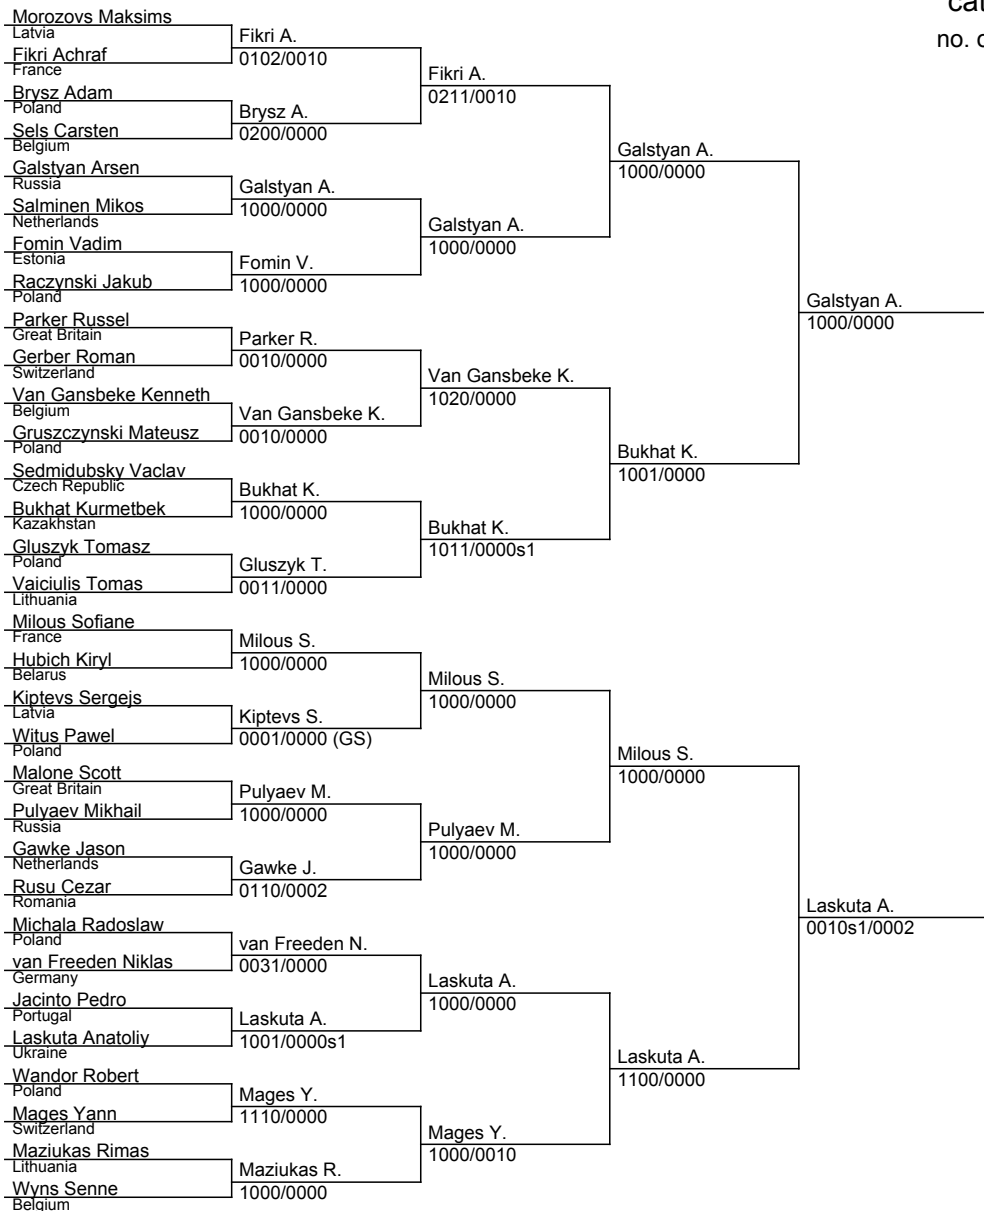 cat
no. o
Morozovs Maksims
Latvia
Fikri Achraf
France
Brysz Adam
Poland
Sels Carsten
Belgium
Galstyan Arsen
Russia
Salminen Mikos
Netherlands
Fomin Vadim
Estonia
Raczynski Jakub
Poland
Parker Russel
Great Britain
Gerber Roman
Switzerland
Van Gansbeke Kenneth
Belgium
Gruszczynski Mateusz
Poland
Sedmidubsky Vaclav
Czech Republic
Bukhat Kurmetbek
Kazakhstan
Gluszyk Tomasz
Poland
Vaiciulis Tomas
Lithuania
Milous Sofiane
France
Hubich Kiryl
Belarus
Kiptevs Sergejs
Latvia
Witus Pawel
Poland
Malone Scott
Great Britain
Pulyaev Mikhail
Russia
Gawke Jason
Netherlands
Rusu Cezar
Romania
Michala Radoslaw
Poland
van Freeden Niklas
Germany
Jacinto Pedro
Portugal
Laskuta Anatoliy
Ukraine
Wandor Robert
Poland
Mages Yann
Switzerland
Maziukas Rimas
Lithuania
Wyns Senne
Belgium
Fikri A.
0102/0010
Brysz A.
0200/0000
Galstyan A.
1000/0000
Fomin V.
1000/0000
Parker R.
0010/0000
Van Gansbeke K.
0010/0000
Bukhat K.
1000/0000
Gluszyk T.
0011/0000
Milous S.
1000/0000
Kiptevs S.
0001/0000 (GS)
Pulyaev M.
1000/0000
Gawke J.
0110/0002
van Freeden N.
0031/0000
Laskuta A.
1001/0000s1
Mages Y.
1110/0000
Maziukas R.
1000/0000
Fikri A.
0211/0010
Galstyan A.
1000/0000
Van Gansbeke K.
1020/0000
Bukhat K.
1011/0000s1
Milous S.
1000/0000
Pulyaev M.
1000/0000
Laskuta A.
1000/0000
Mages Y.
1000/0010
Galstyan A.
1000/0000
Bukhat K.
1001/0000
Milous S.
1000/0000
Laskuta A.
1100/0000
Galstyan A.
1000/0000
Laskuta A.
0010s1/0002